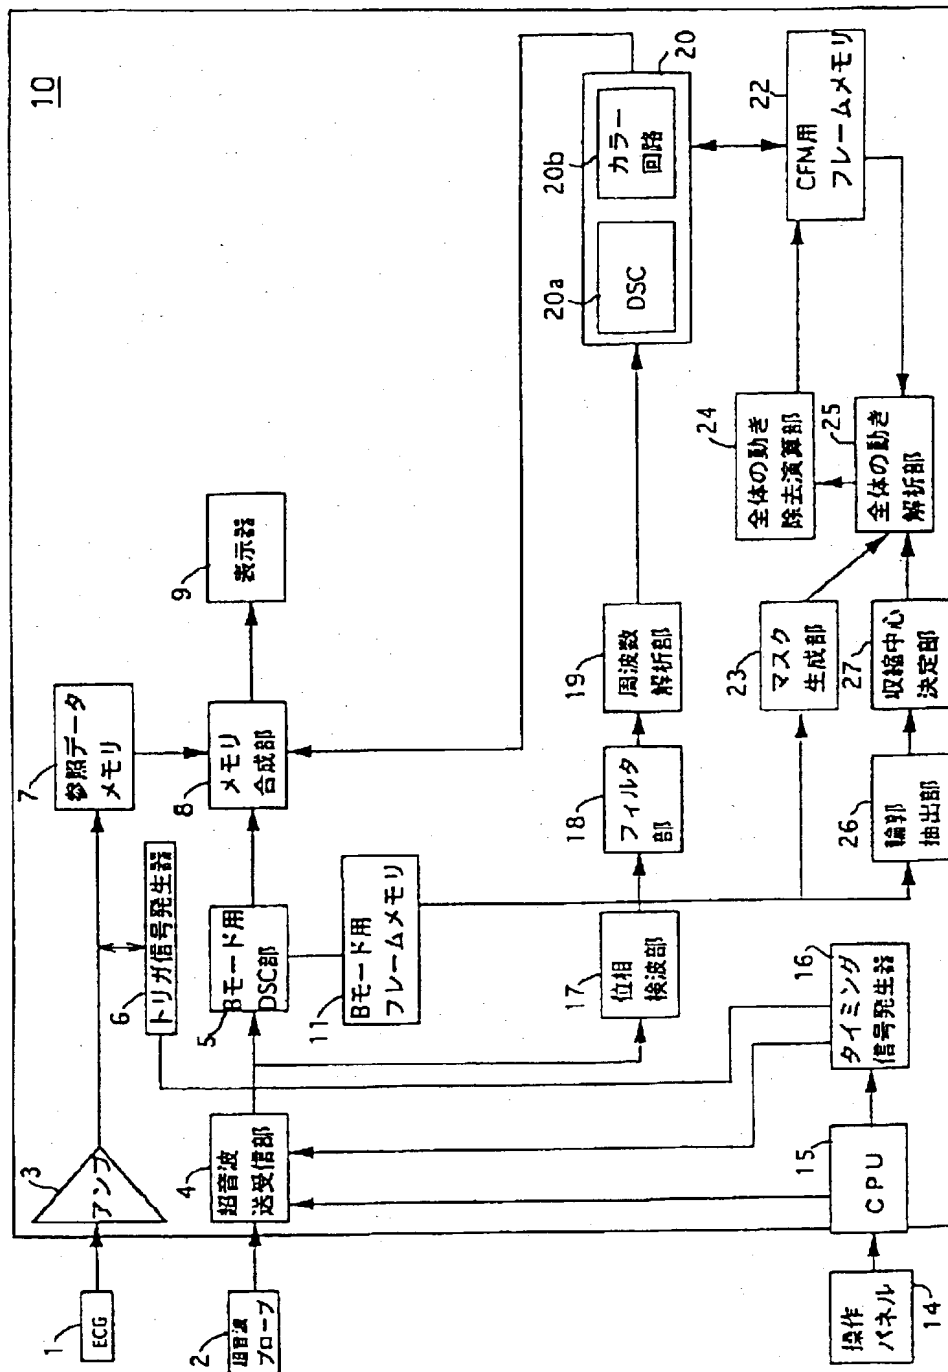 10
1
ECG
3
アンプ
6
トリガ信号発生器
7
参照データ
メモリ
2
超音波
プローブ
4
超音波
送受信部
5
Bモード用
DSC部
8
メモリ
合成部
9
表示器
11
Bモード用
フレームメモリ
17
位相
検波部
18
フィルタ
部
19
周波数
解析部
20
20a
DSC
20b
カラー
回路
22
CFM用
フレームメモリ
23
マスク
生成部
24
全体の動き
除去演算部
25
全体の動き
解析部
26
輪郭
抽出部
27
収縮中心
決定部
14
操作
パネル
15
CPU
16
タイミング
信号発生器